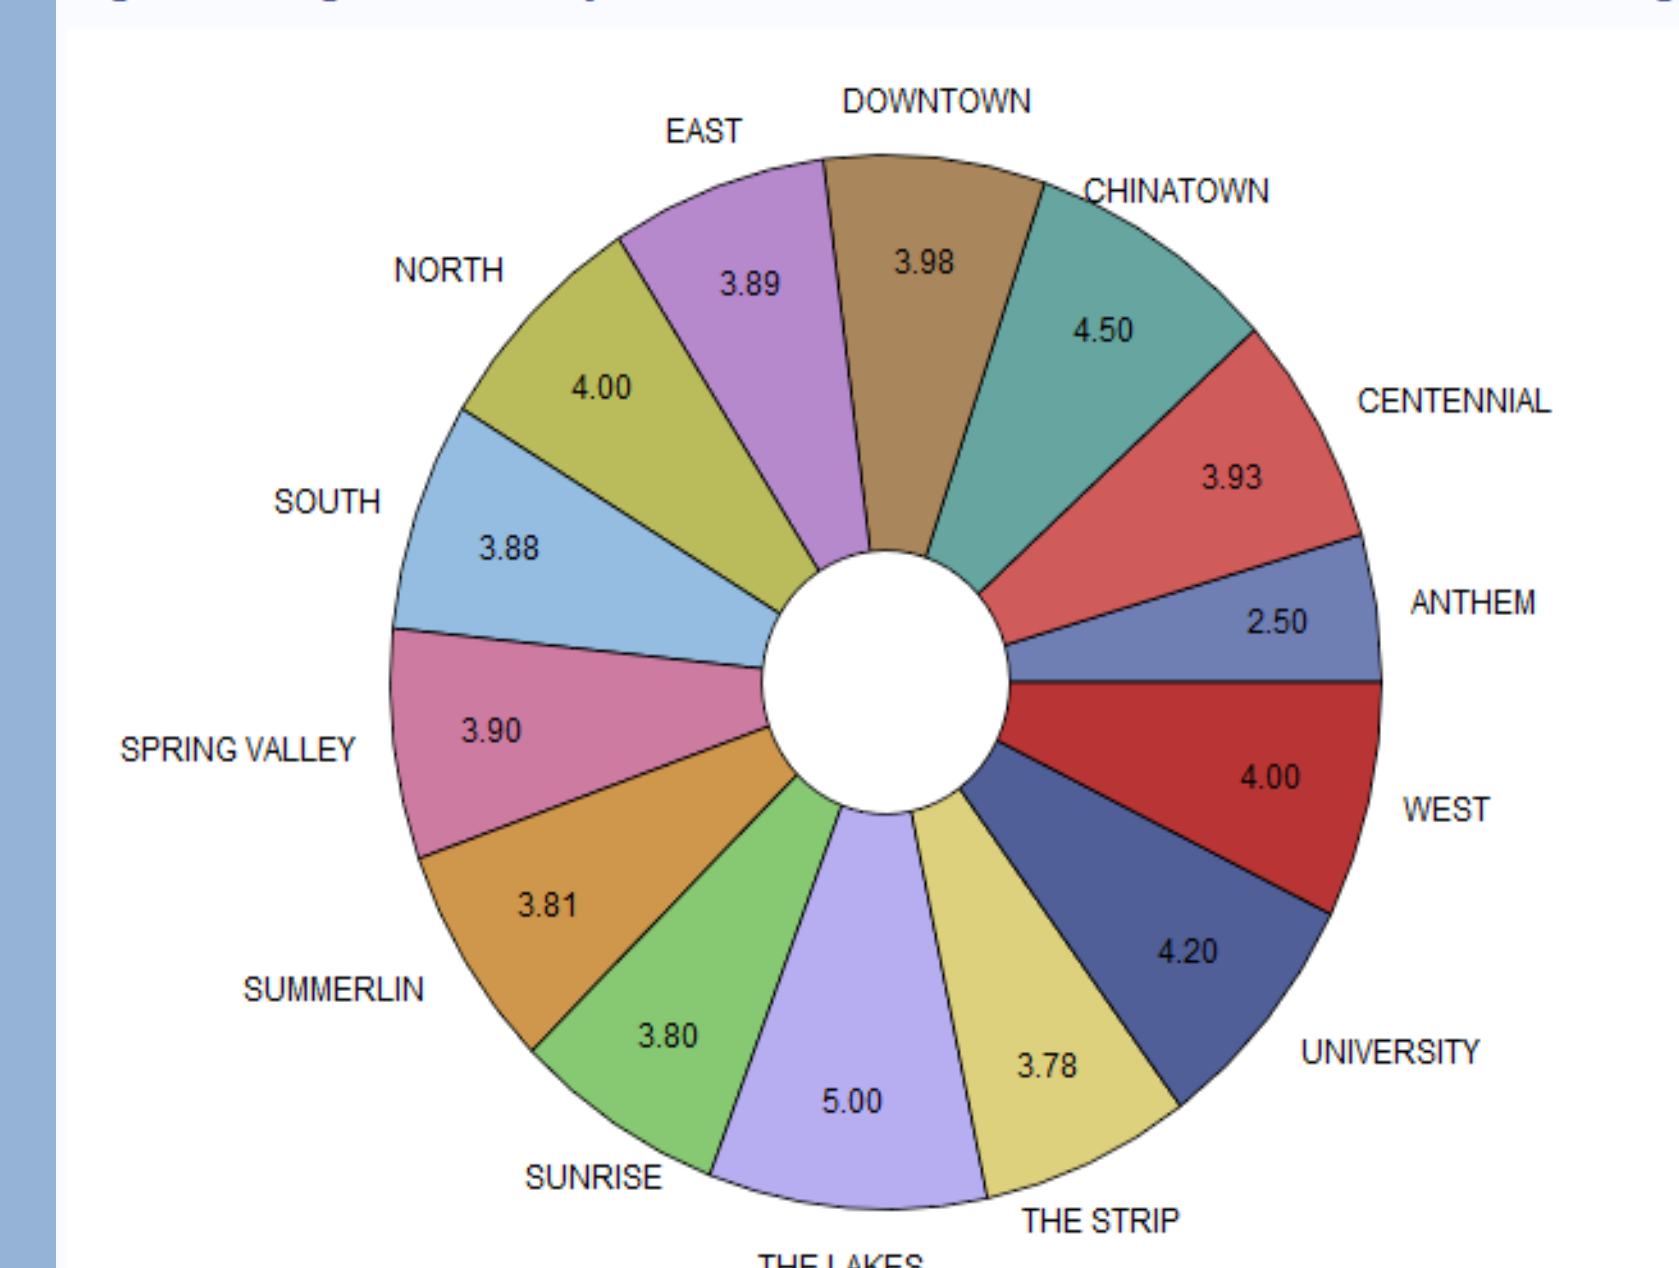 DOWNTOWN
EAST
CHINATOWN
3.98
NORTH
3.89
4.50
4.00
CENTENNIAL
3.93
SOUTH
3.88
ANTHEM
2.50
SPRING VALLEY
3.90
4.00
WEST
3.81
4.20
SUMMERLIN
3.80
3.78
UNIVERSITY
5.00
SUNRISE
THE STRIP
THE LAKES